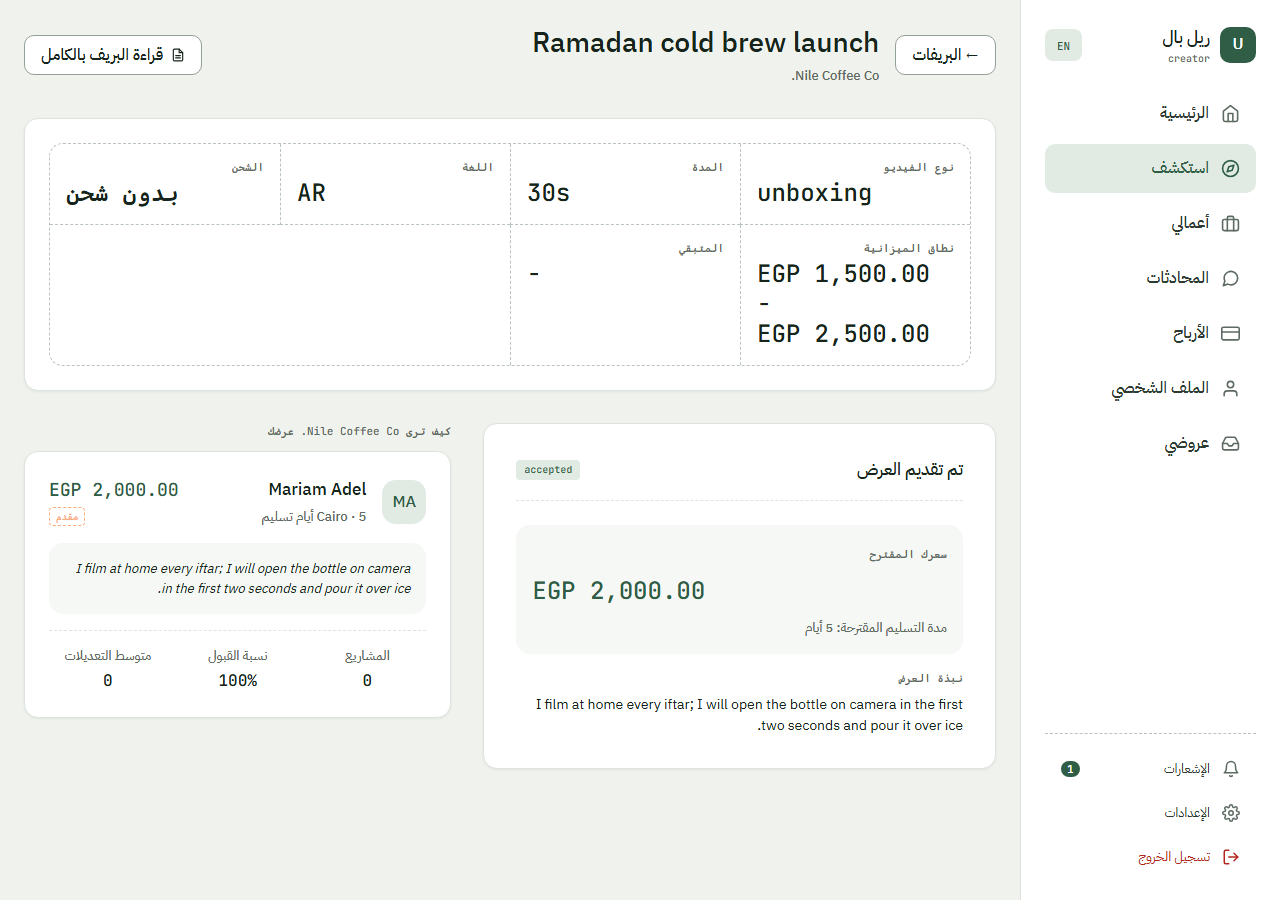 U
ريل بال
creator
EN
الرئيسية
استكشف
أعمالي
المحادثات
الأرباح
الملف الشخصي
عروضي
الإشعارات
1
الإعدادات
تسجيل الخروج
← البريفات
Ramadan cold brew launch
Nile Coffee Co.
قراءة البريف بالكامل
نوع الفيديو
unboxing
المدة
30s
اللغة
AR
الشحن
بدون شحن
نطاق الميزانية
EGP 1,500.00
-
EGP 2,500.00
المتبقي
-
تم تقديم العرض
accepted
سعرك المقترح
EGP 2,000.00
مدة التسليم المقترحة: 5 أيام
نبذة العرض
I film at home every iftar; I will open the bottle on camera in the first
two seconds and pour it over ice.
كيف ترى Nile Coffee Co. عرضك
MA
Mariam Adel
Cairo · 5 أيام تسليم
EGP 2,000.00
مقدم
I film at home every iftar; I will open the bottle on camera
in the first two seconds and pour it over ice.
المشاريع
0
نسبة القبول
100%
متوسط التعديلات
0